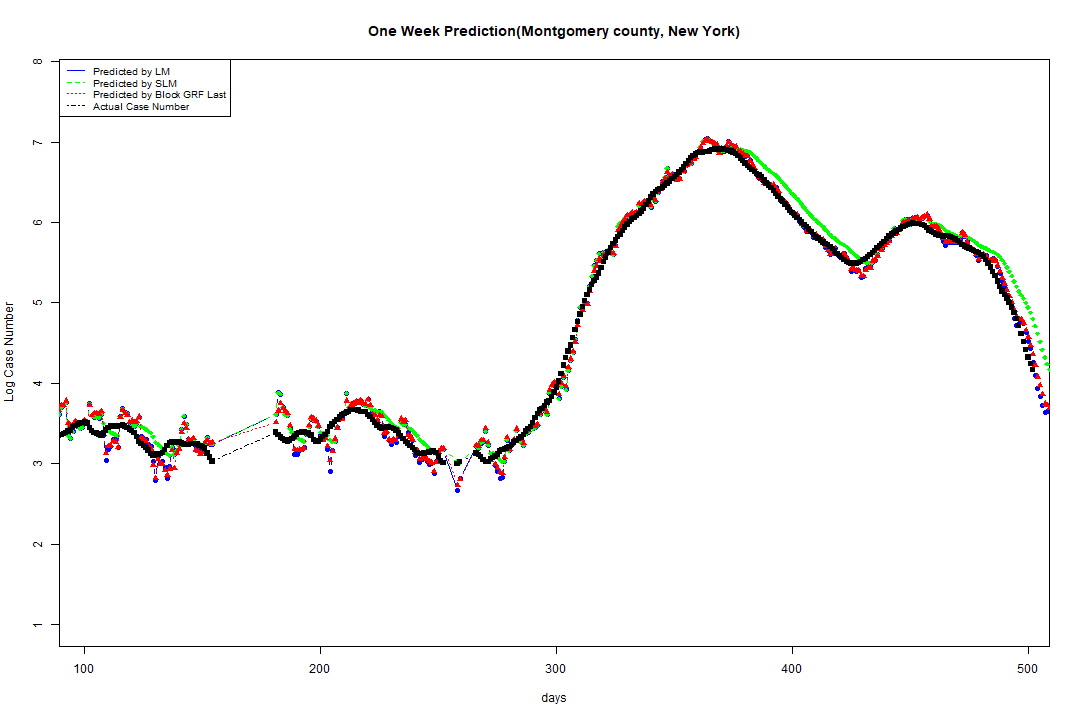 One Week Prediction(Montgomery county, New York)
Predicted by LM
Predicted by SLM
Predicted by Block GRF Last
Actual Case Number
8
7
6
5
4
3
2
1
Log Case Number
100 200 300 400 500
days